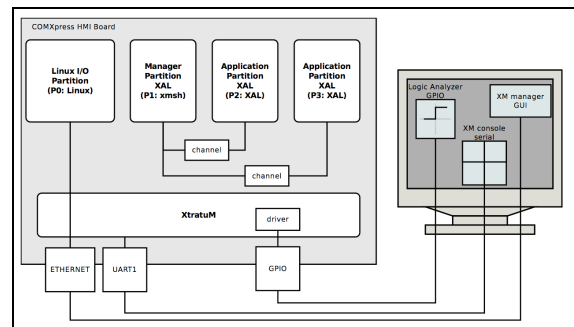 COMXpress HMI Board
Linux I/O
Partition
(P0: Linux)
Manager
Partition
XAL
(P1: xmsh)
Application
Partition
XAL
(P2: XAL)
Application
Partition
XAL
(P3: XAL)
channel
channel
XtratuM
driver
ETHERNET
UART1
GPIO
Logic Analyzer
GPIO
XM manager
GUI
XM console
serial